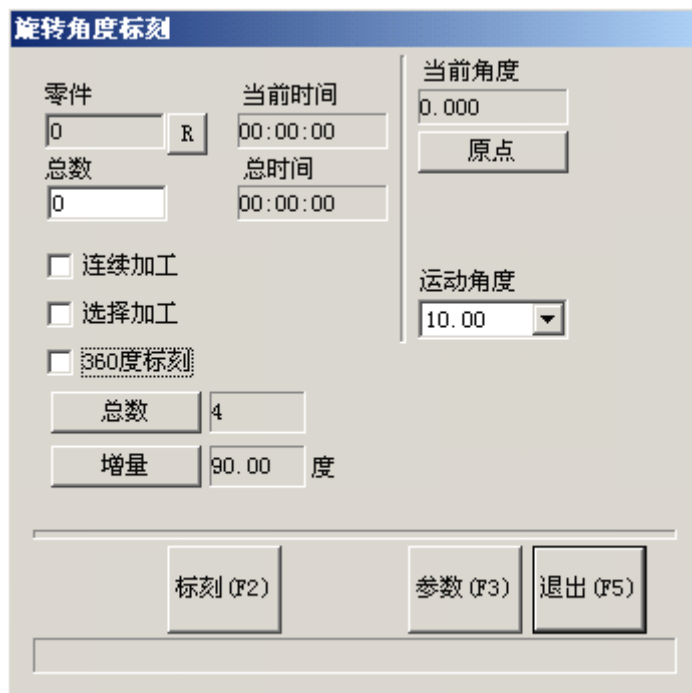 旋转角度标刻
零件
当前时间
0
R
00:00:00
总数
总时间
0
00:00:00
连续加工
选择加工
360度标刻
总数
4
增量
90.00
度
当前角度
0.000
原点
运动角度
10.00
标刻(F2)
参数(F3)
退出(F5)